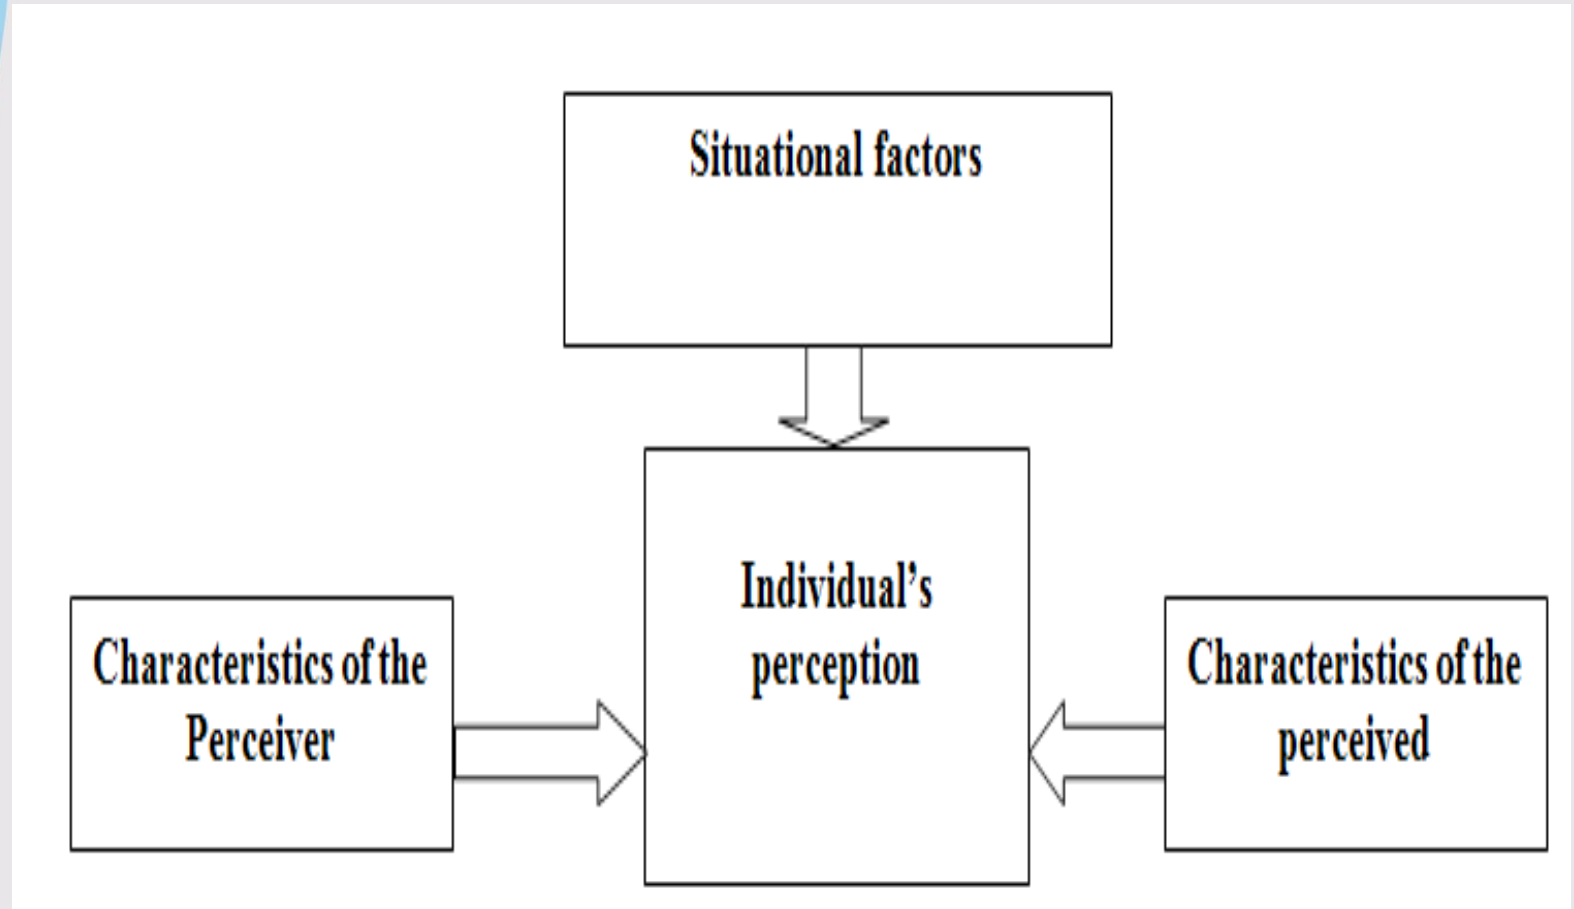 Situational factors
Individual’s
perception
Characteristics of the
Perceiver
Characteristics of the
perceived